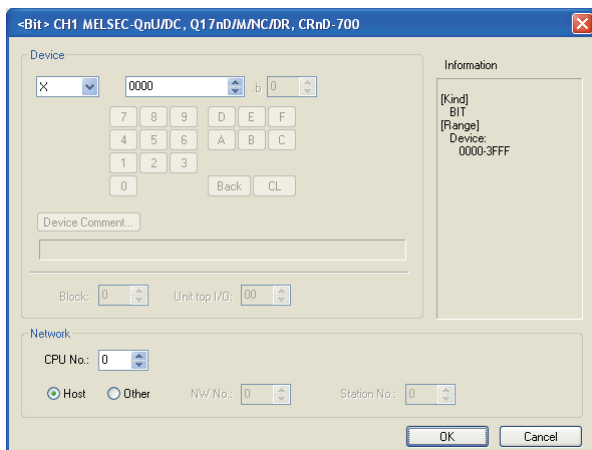 <Bit> CH1 MELSEC-QnU/DC, Q17nD/M/NC/DR, CRnD-700
Device
X 0000 .b 0
7 8 9 D E F
4 5 6 A B C
1 2 3
0 Back CL
Device Comment...
Block: 0 Unit top I/O: 00
Information
[Kind]
BIT
[Range]
Device:
0000-3FFF
Network
CPU No.: 0
Host Other NW No.: 0 Station No.: 0
OK Cancel